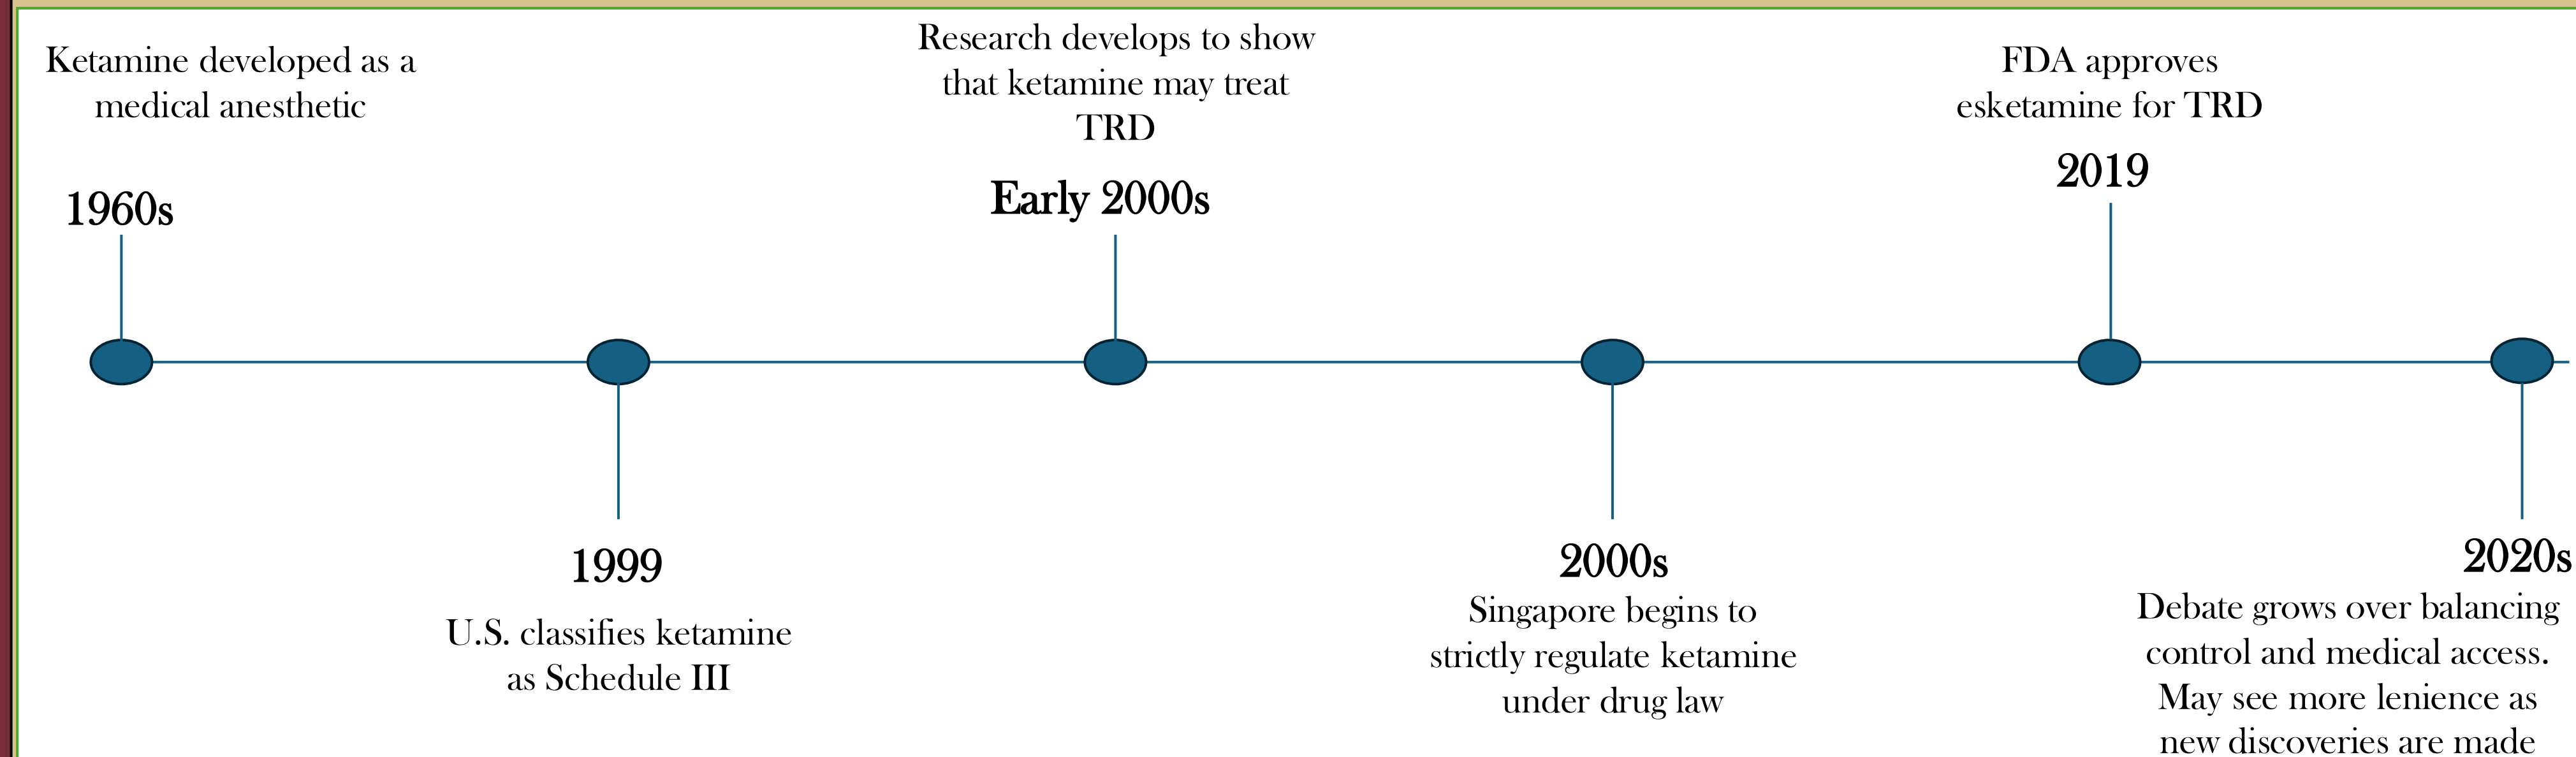 Ketamine developed as a
medical anesthetic
1960s
1999
U.S. classifies ketamine
as Schedule III
Research develops to show
that ketamine may treat
TRD
Early 2000s
2000s
Singapore begins to
strictly regulate ketamine
under drug law
FDA approves
esketamine for TRD
2019
2020s
Debate grows over balancing
control and medical access.
May see more lenience as
new discoveries are made